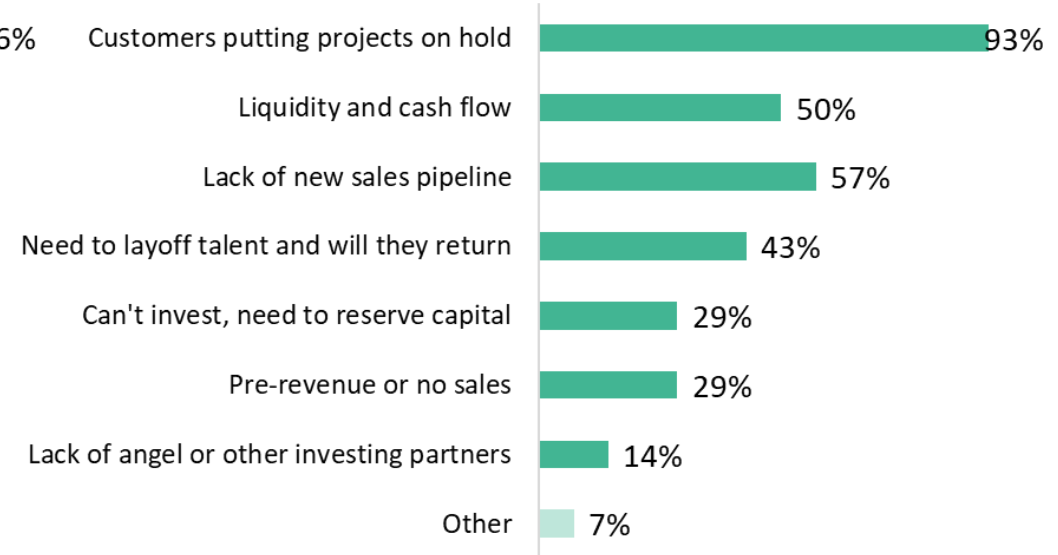 Customers putting projects on hold 93%
Liquidity and cash flow 50%
Lack of new sales pipeline 57%
Need to layoff talent and will they return 43%
Can't invest, need to reserve capital 29%
Pre-revenue or no sales 29%
Lack of angel or other investing partners 14%
Other 7%